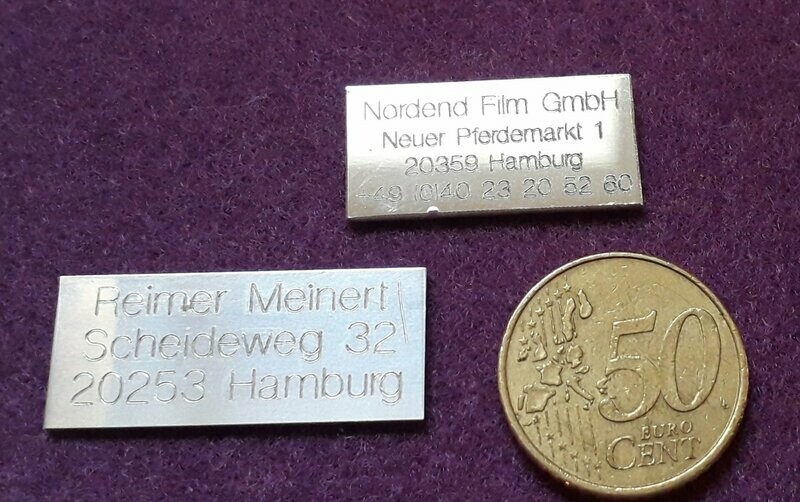 Nordend Film GmbH
Neuer Pferdemarkt 1
20359 Hamburg
+49 (0)40 23 20 52 60
Reimer Meinert
Scheideweg 32
20253 Hamburg
50
EURO
CENT